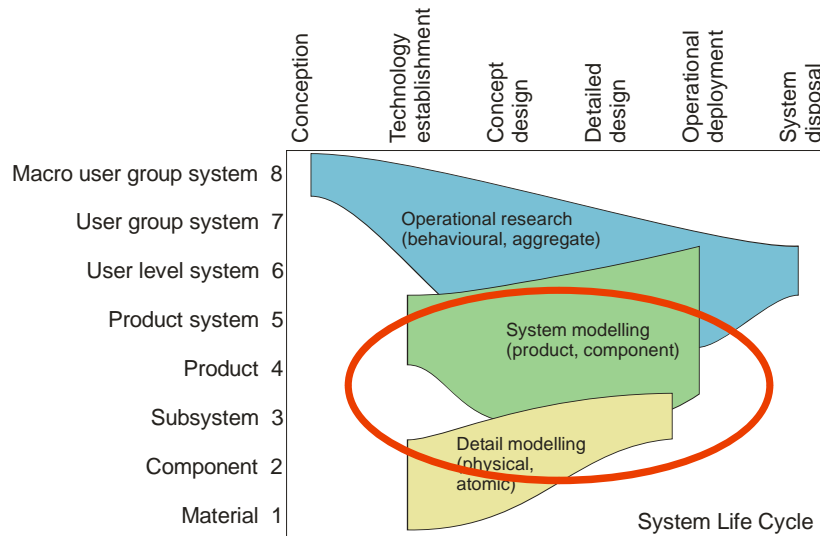 Conception
Technology
establishment
Concept
design
Detailed
design
Operational
deployment
System
disposal
Macro user group system 8
User group system 7
User level system 6
Product system 5
Product 4
Subsystem 3
Component 2
Material 1
Operational research
(behavioural, aggregate)
System modelling
(product, component)
Detail modelling
(physical,
atomic)
System Life Cycle